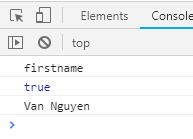 Elements Console
top
firstname
true
Van Nguyen